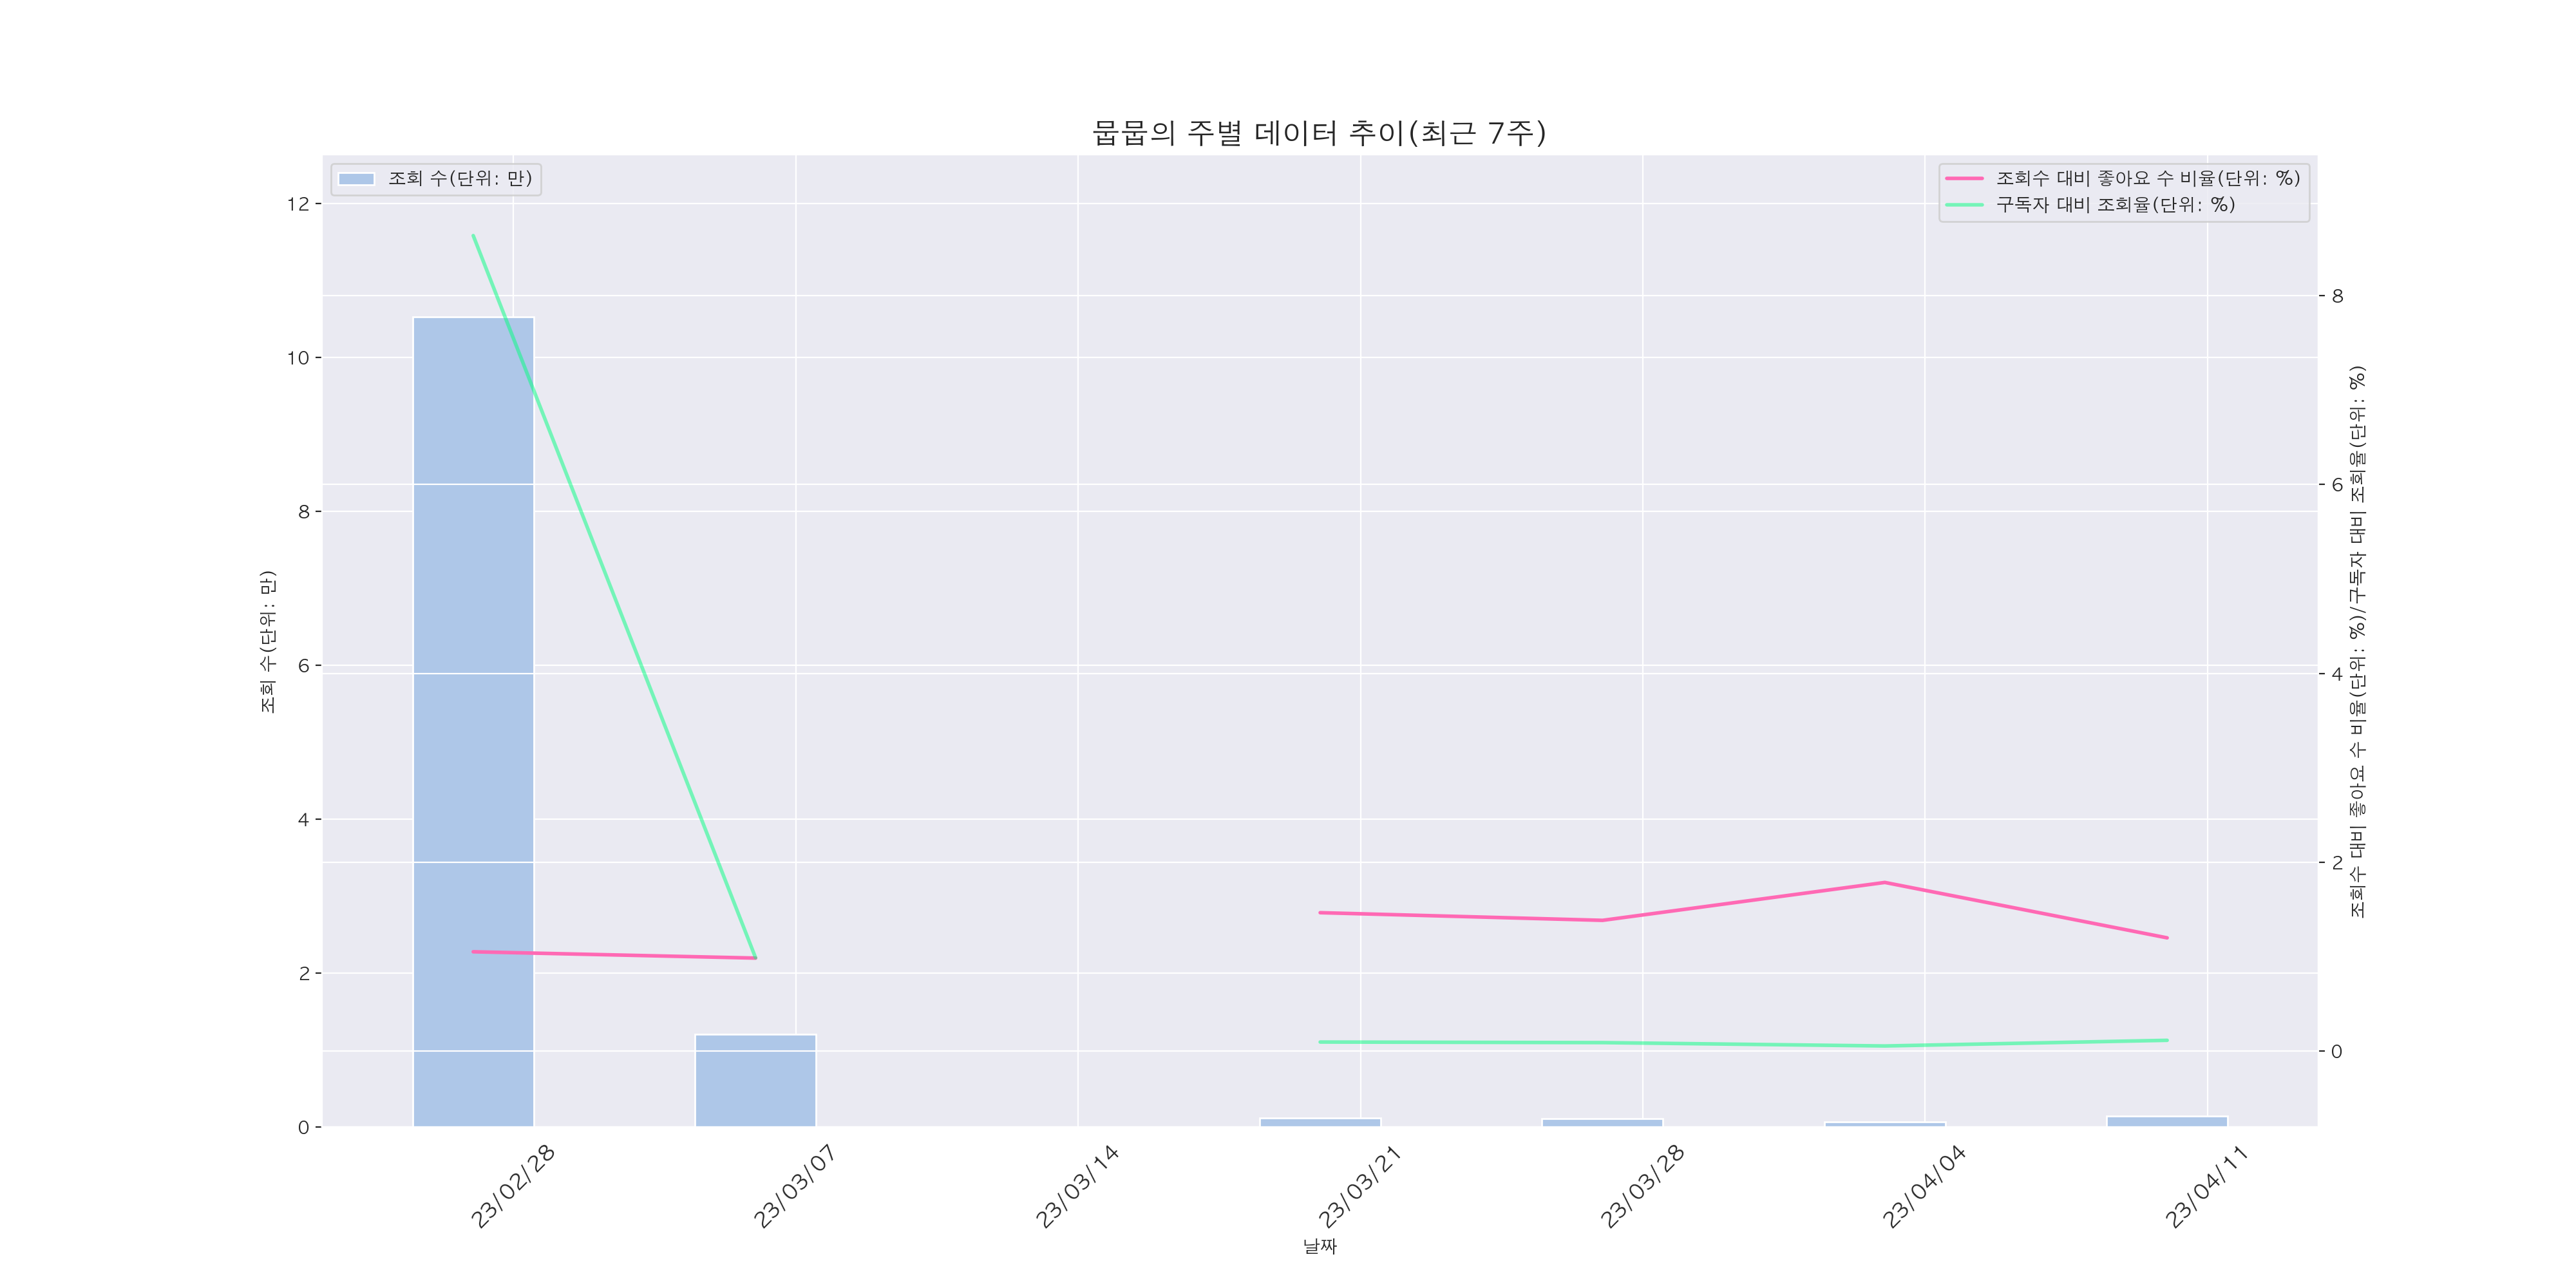 뭅뭅의 주별 데이터 추이(최근 7주)
조회 수(단위: 만)
조회수 대비 좋아요 수 비율(단위: %)
구독자 대비 조회율(단위: %)
12
10
8
6
4
2
0
조회 수(단위: 만)
8
6
4
2
0
조회수 대비 좋아요 수 비율(단위: %)/구독자 대비 조회율(단위: %)
23/02/28
23/03/07
23/03/14
23/03/21
23/03/28
23/04/04
23/04/11
날짜